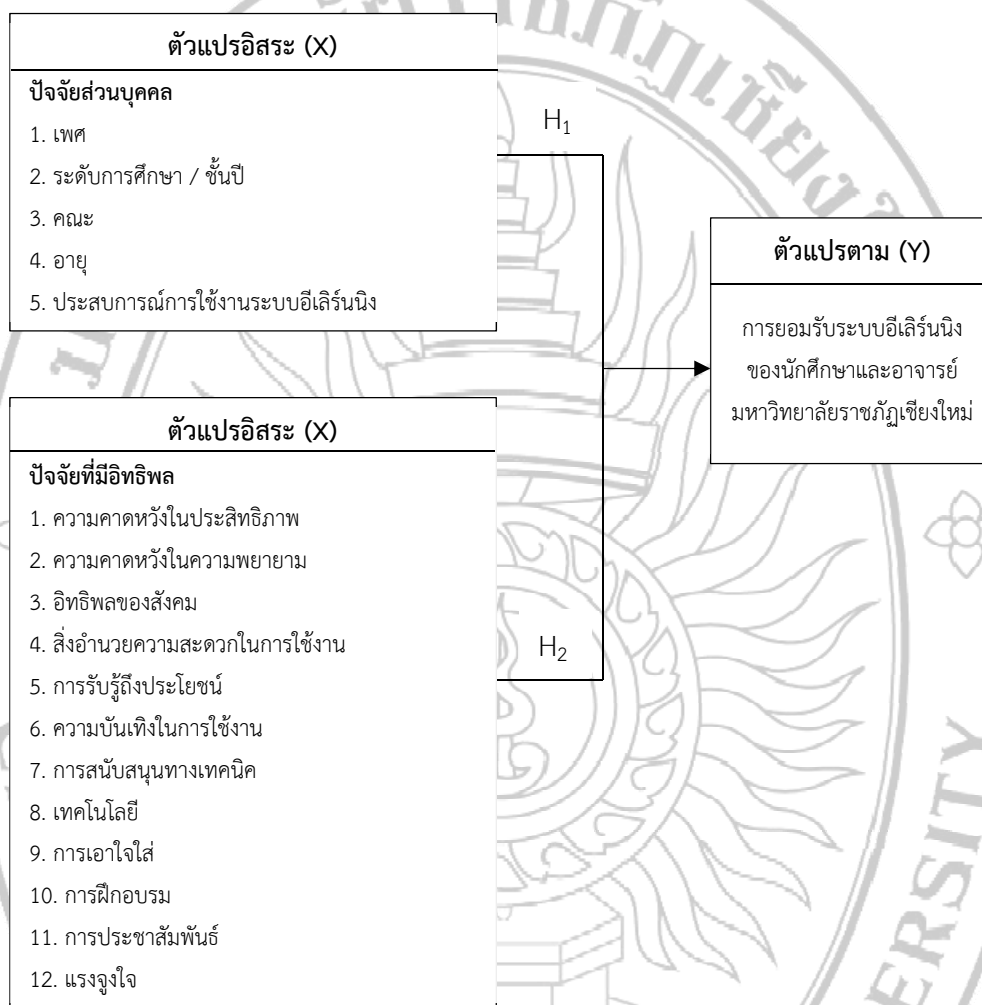 ตัวแปรอิสระ (X)
ปัจจัยส่วนบุคคล
1. เพศ
2. ระดับการศึกษา / ชั้นปี
3. คณะ
4. อายุ
5. ประสบการณ์การใช้งานระบบอีเลิร์นนิง
H₁
ตัวแปรตาม (Y)
การยอมรับระบบอีเลิร์นนิง
ของนักศึกษาและอาจารย์
มหาวิทยาลัยราชภัฏเชียงใหม่
ตัวแปรอิสระ (X)
ปัจจัยที่มีอิทธิพล
1. ความคาดหวังในประสิทธิภาพ
2. ความคาดหวังในความพยายาม
3. อิทธิพลของสังคม
4. สิ่งอำนวยความสะดวกในการใช้งาน
5. การรับรู้ถึงประโยชน์
6. ความบันเทิงในการใช้งาน
7. การสนับสนุนทางเทคนิค
8. เทคโนโลยี
9. การเอาใจใส่
10. การฝึกอบรม
11. การประชาสัมพันธ์
12. แรงจูงใจ
H₂
ERSITY